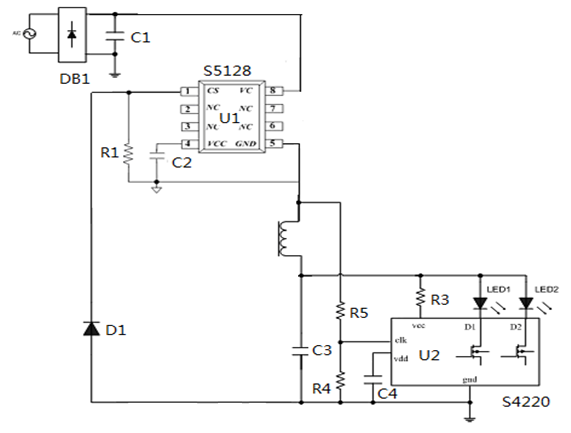 AC
C1
DB1
S5128
1 CS VC 8
2 NC NC 7
U1
3 NC NC 6
4 VCC GND 5
R1
C2
LED1 LED2
R3
R5
vcc D1 D2
D1
clk
C3
vdd U2
R4
C4
gnd
S4220